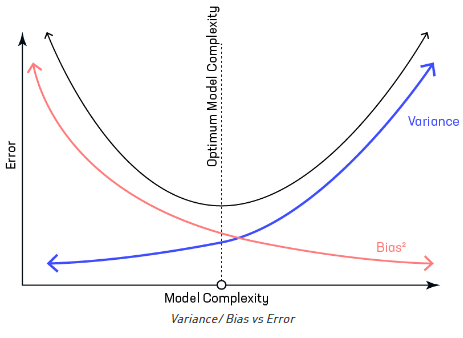 Optimum Model Complexity
Error
Variance
Bias²
Model Complexity
Variance/ Bias vs Error